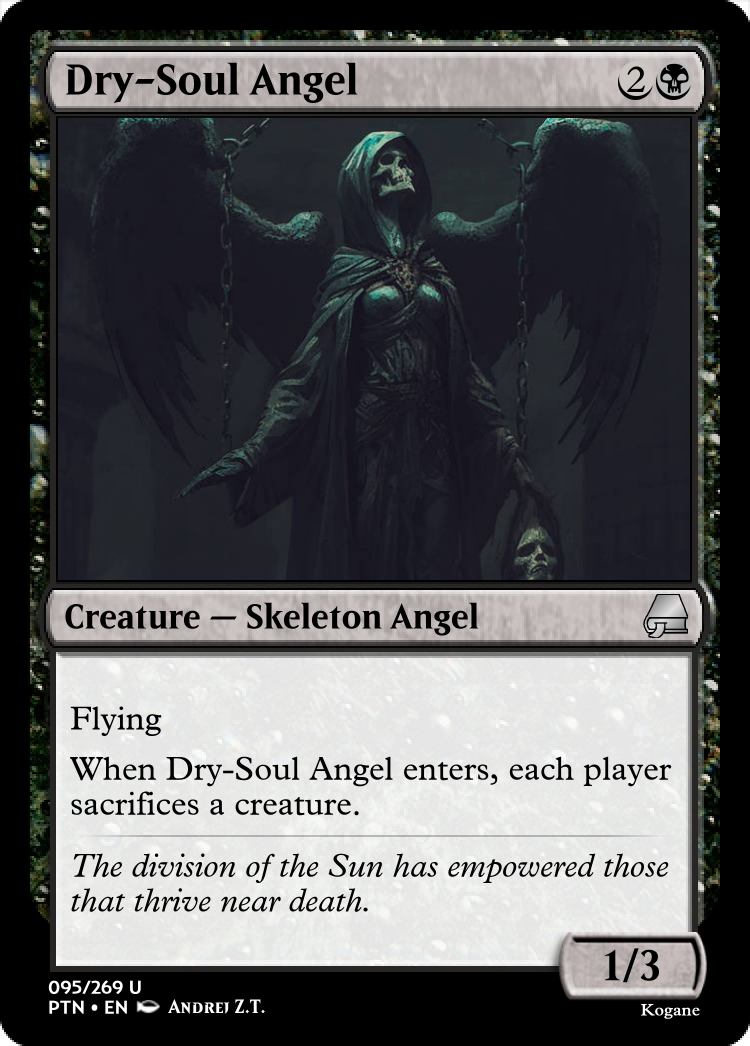 Dry-Soul Angel 2
Creature — Skeleton Angel
Flying
When Dry-Soul Angel enters, each player
sacrifices a creature.
The division of the Sun has empowered those
that thrive near death.
1/3
095/269 U
PTN • EN Andrej Z.T.
Kogane